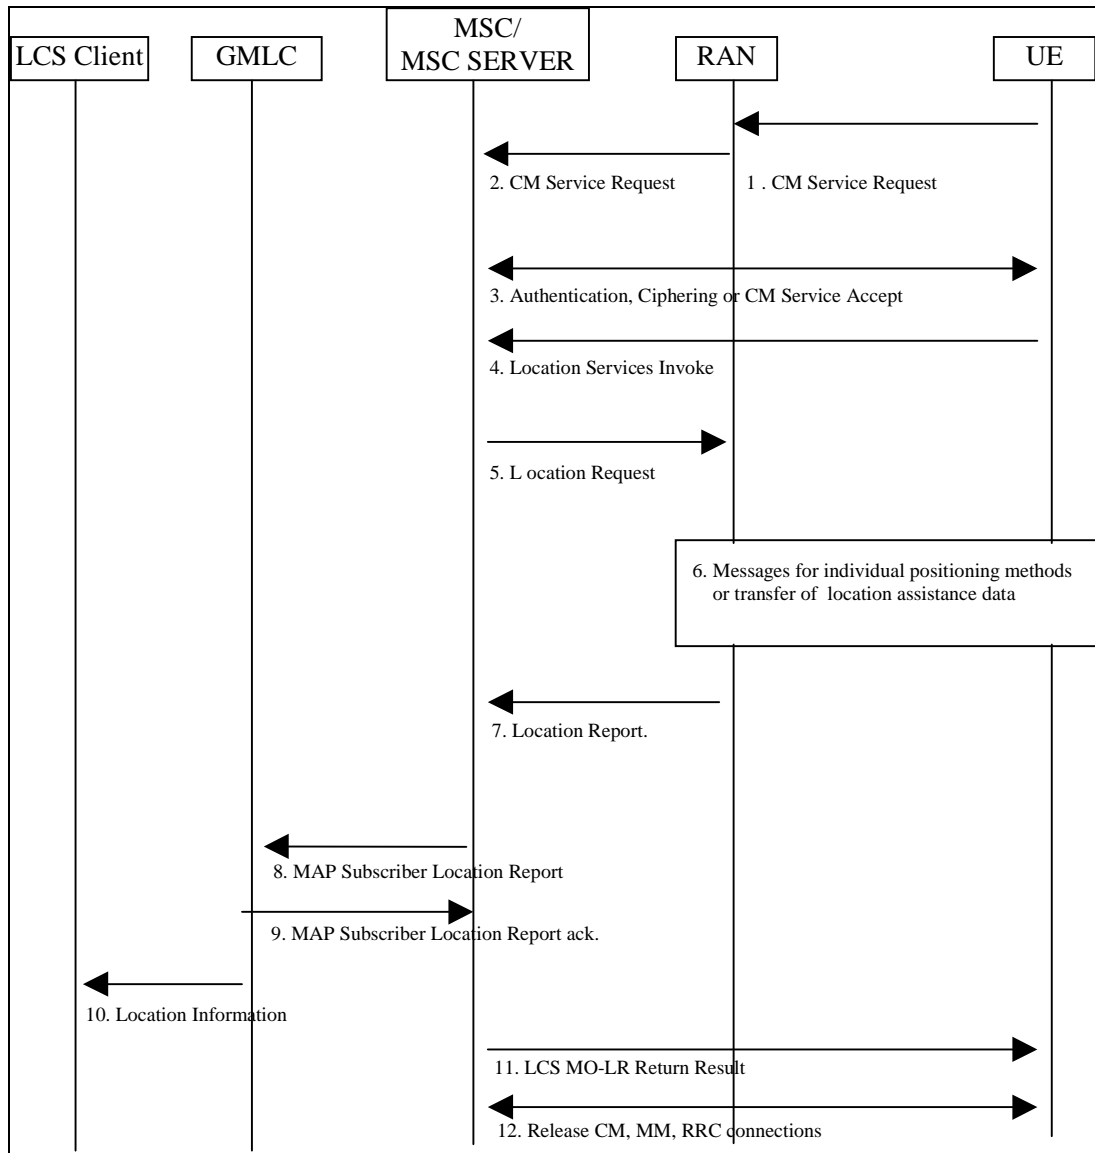 LCS Client
GMLC
MSC/
MSC SERVER
RAN
UE
2. CM Service Request
1 . CM Service Request
3. Authentication, Ciphering or CM Service Accept
4. Location Services Invoke
5. L ocation Request
6. Messages for individual positioning methods
or transfer of location assistance data
7. Location Report.
8. MAP Subscriber Location Report
9. MAP Subscriber Location Report ack.
10. Location Information
11. LCS MO-LR Return Result
12. Release CM, MM, RRC connections